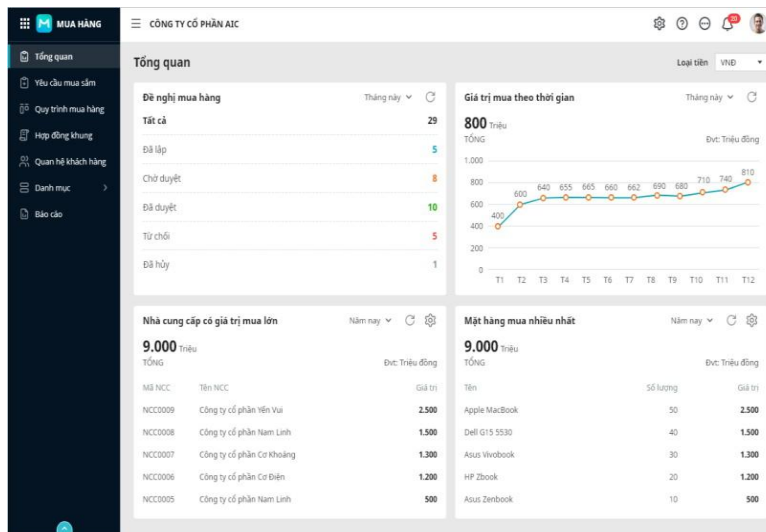 MUA HÀNG
CÔNG TY CỔ PHẦN AIC
20
Tổng quan
Yêu cầu mua sắm
Quy trình mua hàng
Hợp đồng khung
Quan hệ khách hàng
Danh mục
Báo cáo
Tổng quan
Loại tiền VNĐ
Đề nghị mua hàng Tháng này
Tất cả 29
Đã lập 5
Chờ duyệt 8
Đã duyệt 10
Từ chối 5
Đã hủy 1
Giá trị mua theo thời gian Tháng này
800 Triệu
TỔNG Đvt: Triệu đồng
1.000
800
600
400
200
0
400 600 640 655 665 660 662 690 680 710 740 810
T1 T2 T3 T4 T5 T6 T7 T8 T9 T10 T11 T12
Nhà cung cấp có giá trị mua lớn Năm nay
9.000 Triệu
TỔNG Đvt: Triệu đồng
Mã NCC Tên NCC Giá trị
NCC0009 Công ty cổ phần Yến Vui 2.500
NCC0008 Công ty cổ phần Nam Linh 1.500
NCC0007 Công ty cổ phần Cơ Khoáng 1.300
NCC0006 Công ty cổ phần Cơ Điện 1.200
NCC0005 Công ty cổ phần Nam Linh 500
Mặt hàng mua nhiều nhất Năm nay
9.000 Triệu
TỔNG Đvt: Triệu đồng
Tên Số lượng Giá trị
Apple MacBook 50 2.500
Dell G15 5530 40 1.500
Asus Vivobook 30 1.300
HP Zbook 20 1.200
Asus Zenbook 10 500